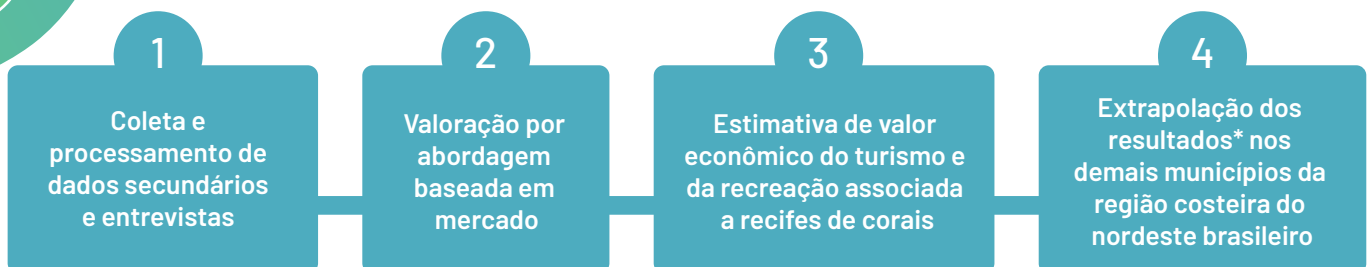 1
Coleta e
processamento de
dados secundários
e entrevistas
2
Valoração por
abordagem
baseada em
mercado
3
Estimativa de valor
econômico do turismo e
da recreação associada
a recifes de corais
4
Extrapolação dos
resultados* nos
demais municípios da
região costeira do
nordeste brasileiro